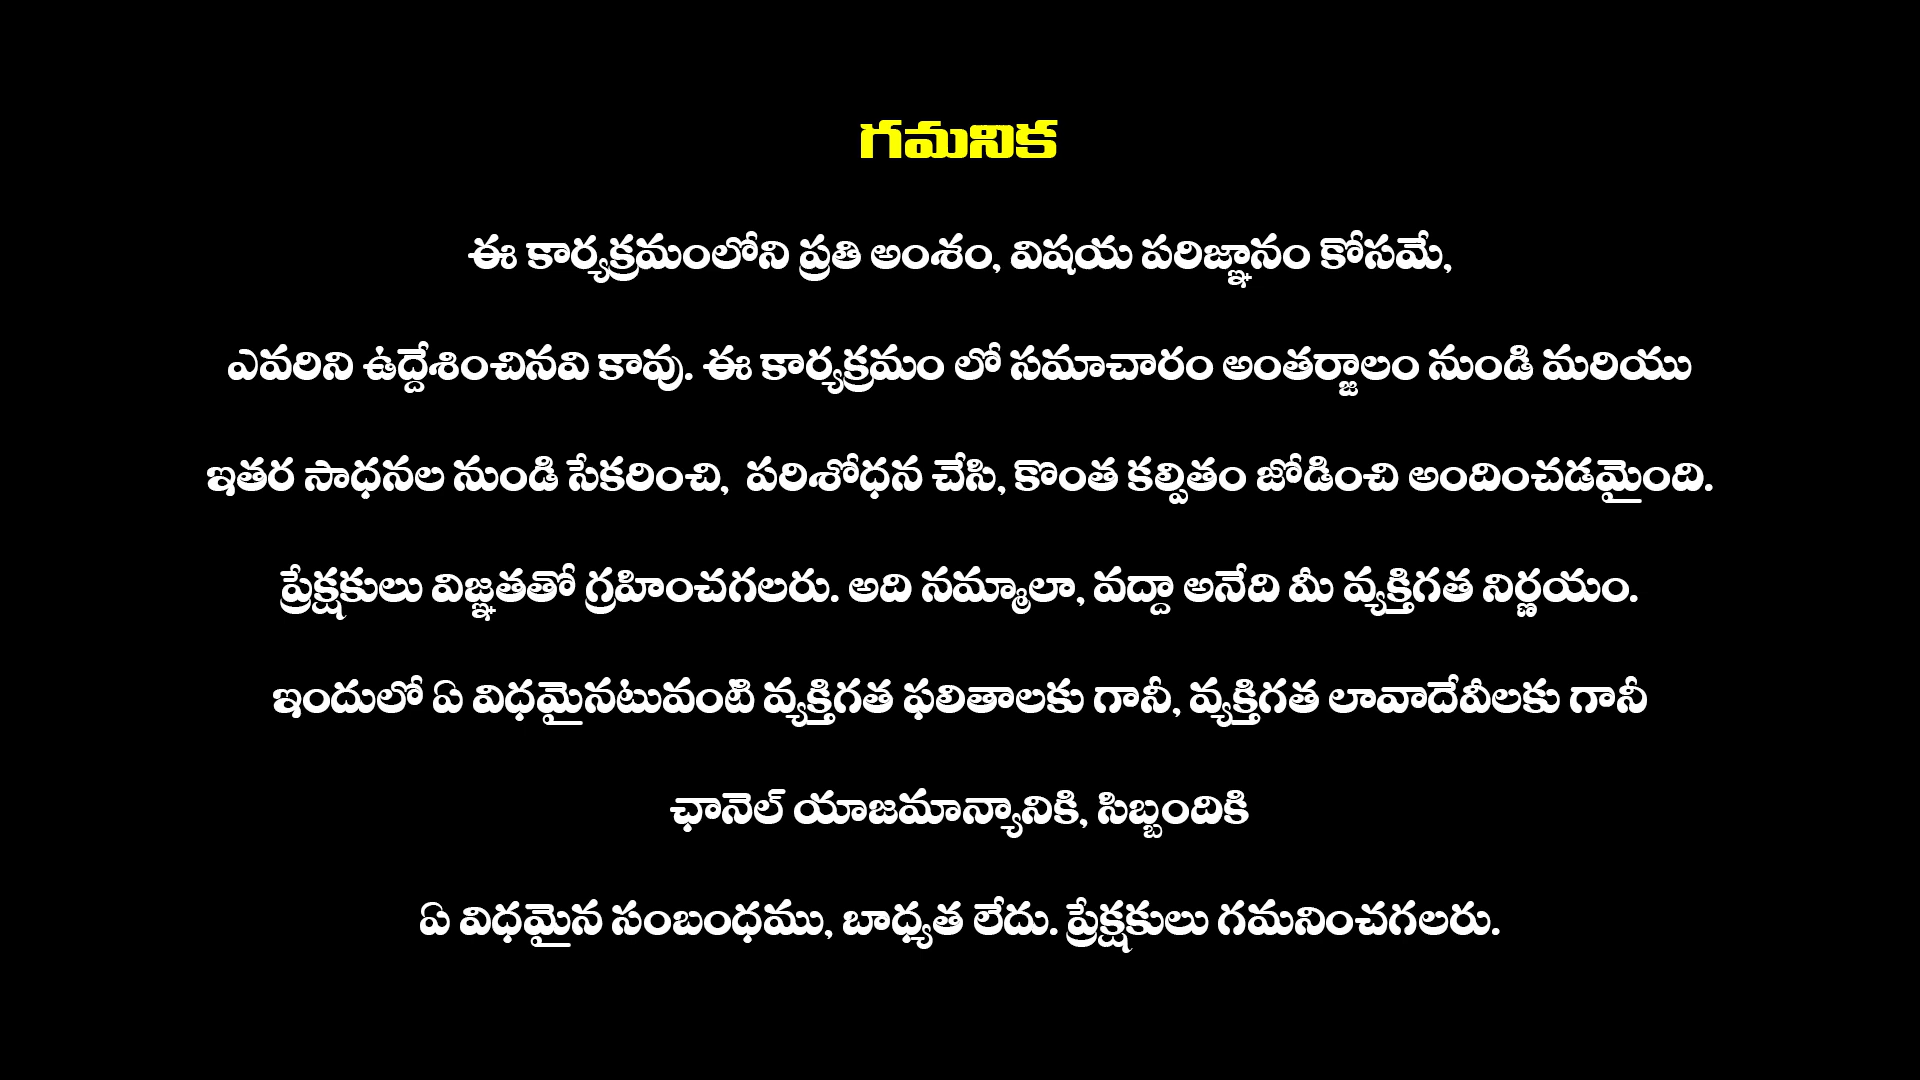 గమనిక
ఈ కార్యక్రమంలోని ప్రతి అంశం, విషయ పరిజ్ఞానం కోసమే,
ఎవరిని ఉద్దేశించినవి కావు. ఈ కార్యక్రమం లో సమాచారం అంతర్జాలం నుండి మరియు
ఇతర సాధనల నుండి సేకరించి,  పరిశోధన చేసి, కొంత కల్పితం జోడించి అందించడమైంది.
ప్రేక్షకులు విజ్ఞతతో గ్రహించగలరు. అది నమ్మాలా, వద్దా అనేది మీ వ్యక్తిగత నిర్ణయం.
ఇందులో ఏ విధమైనటువంటి వ్యక్తిగత ఫలితాలకు గానీ, వ్యక్తిగత లావాదేవీలకు గానీ
ఛానెల్ యాజమాన్యానికి, సిబ్బందికి
ఏ విధమైన సంబంధము, బాధ్యత లేదు. ప్రేక్షకులు గమనించగలరు.